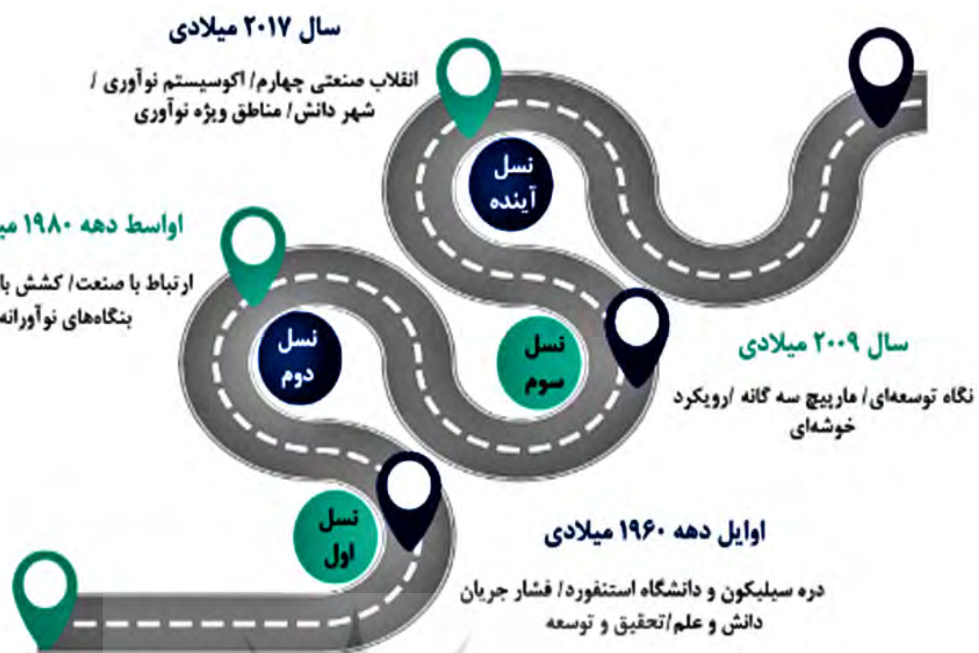 سال ۲۰۱۷ میلادی
انقلاب صنعتی چهارم/ اکوسیستم نوآوری /
شهر دانش/ مناطق ویژه نوآوری
نسل
آینده
اواسط دهه ۱۹۸۰
ارتباط با صنعت/ کشش
بنگاه‌های نوآورانه
نسل
دوم
نسل
سوم
سال ۲۰۰۹ میلادی
نگاه توسعه‌ای/ مارپیچ سه گانه /رویکرد
خوشه‌ای
نسل
اول
اوایل دهه ۱۹۶۰ میلادی
دره سیلیکون و دانشگاه استنفورد/ فشار جریان
دانش و علم/تحقیق و توسعه